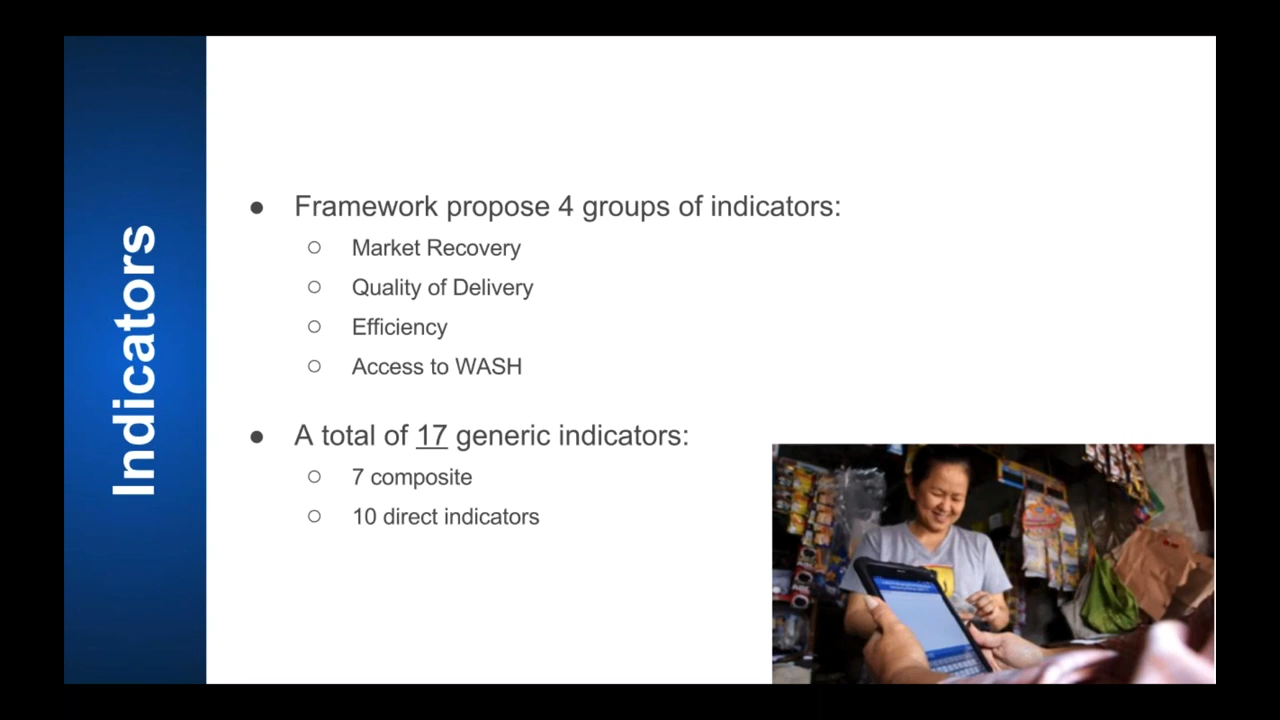 Indicators
● Framework propose 4 groups of indicators:
○ Market Recovery
○ Quality of Delivery
○ Efficiency
○ Access to WASH
● A total of 17 generic indicators:
○ 7 composite
○ 10 direct indicators